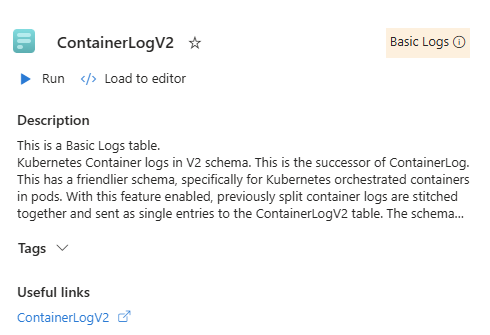 ContainerLogV2
Basic Logs
Run
Load to editor
Description
This is a Basic Logs table.
Kubernetes Container logs in V2 schema. This is the successor of ContainerLog.
This has a friendlier schema, specifically for Kubernetes orchestrated containers
in pods. With this feature enabled, previously split container logs are stitched
together and sent as single entries to the ContainerLogV2 table. The schema...
Tags
Useful links
ContainerLogV2